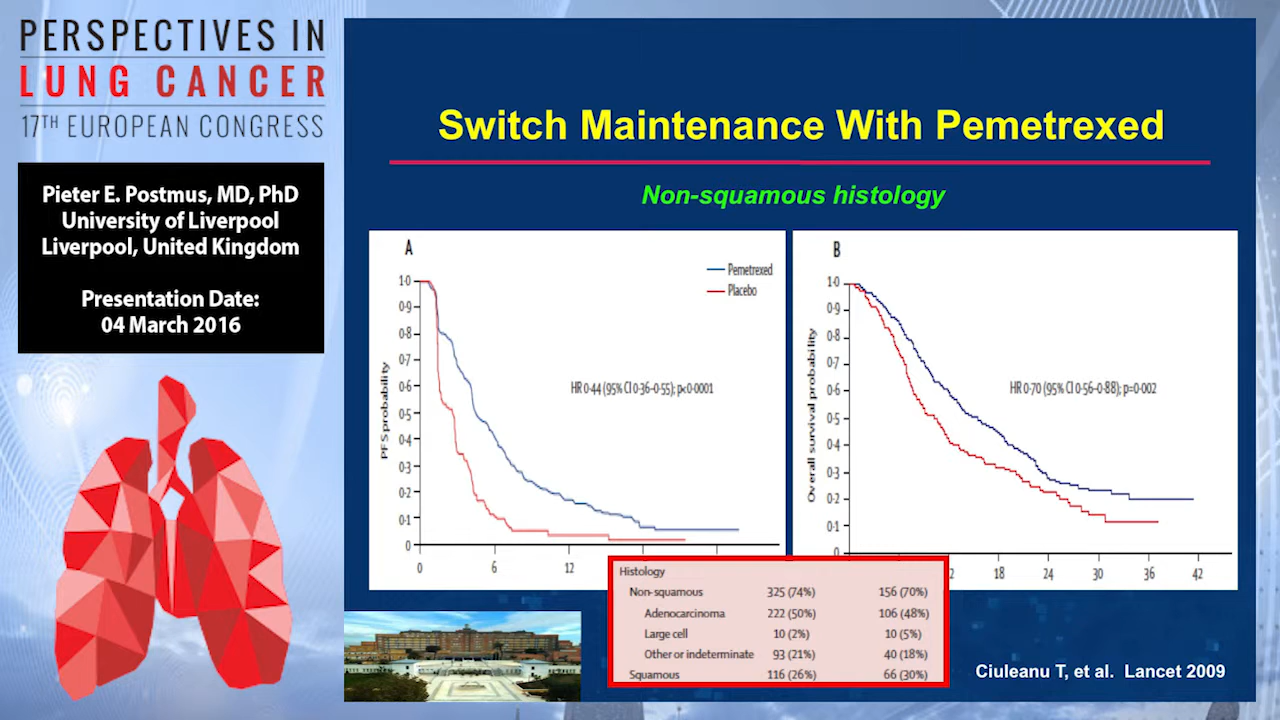 PERSPECTIVES IN
LUNG CANCER
17TH EUROPEAN CONGRESS
Pieter E. Postmus, MD, PhD
University of Liverpool
Liverpool, United Kingdom
Presentation Date:
04 March 2016
Switch Maintenance With Pemetrexed
Non-squamous histology
A
Pemetrexed
Placebo
1·0
0·9
0·8
0·7
0·6
0·5
0·4
0·3
0·2
0·1
0
PFS probability
HR 0·44 (95% CI 0·36–0·55); p<0·0001
0 6 12
B
1·0
0·9
0·8
0·7
0·6
0·5
0·4
0·3
0·2
0·1
0
Overall survival probability
HR 0·70 (95% CI 0·56–0·88); p=0·002
2 18 24 30 36 42
Histology
Non-squamous 325 (74%) 156 (70%)
Adenocarcinoma 222 (50%) 106 (48%)
Large cell 10 (2%) 10 (5%)
Other or indeterminate 93 (21%) 40 (18%)
Squamous 116 (26%) 66 (30%)
Ciuleanu T, et al. Lancet 2009